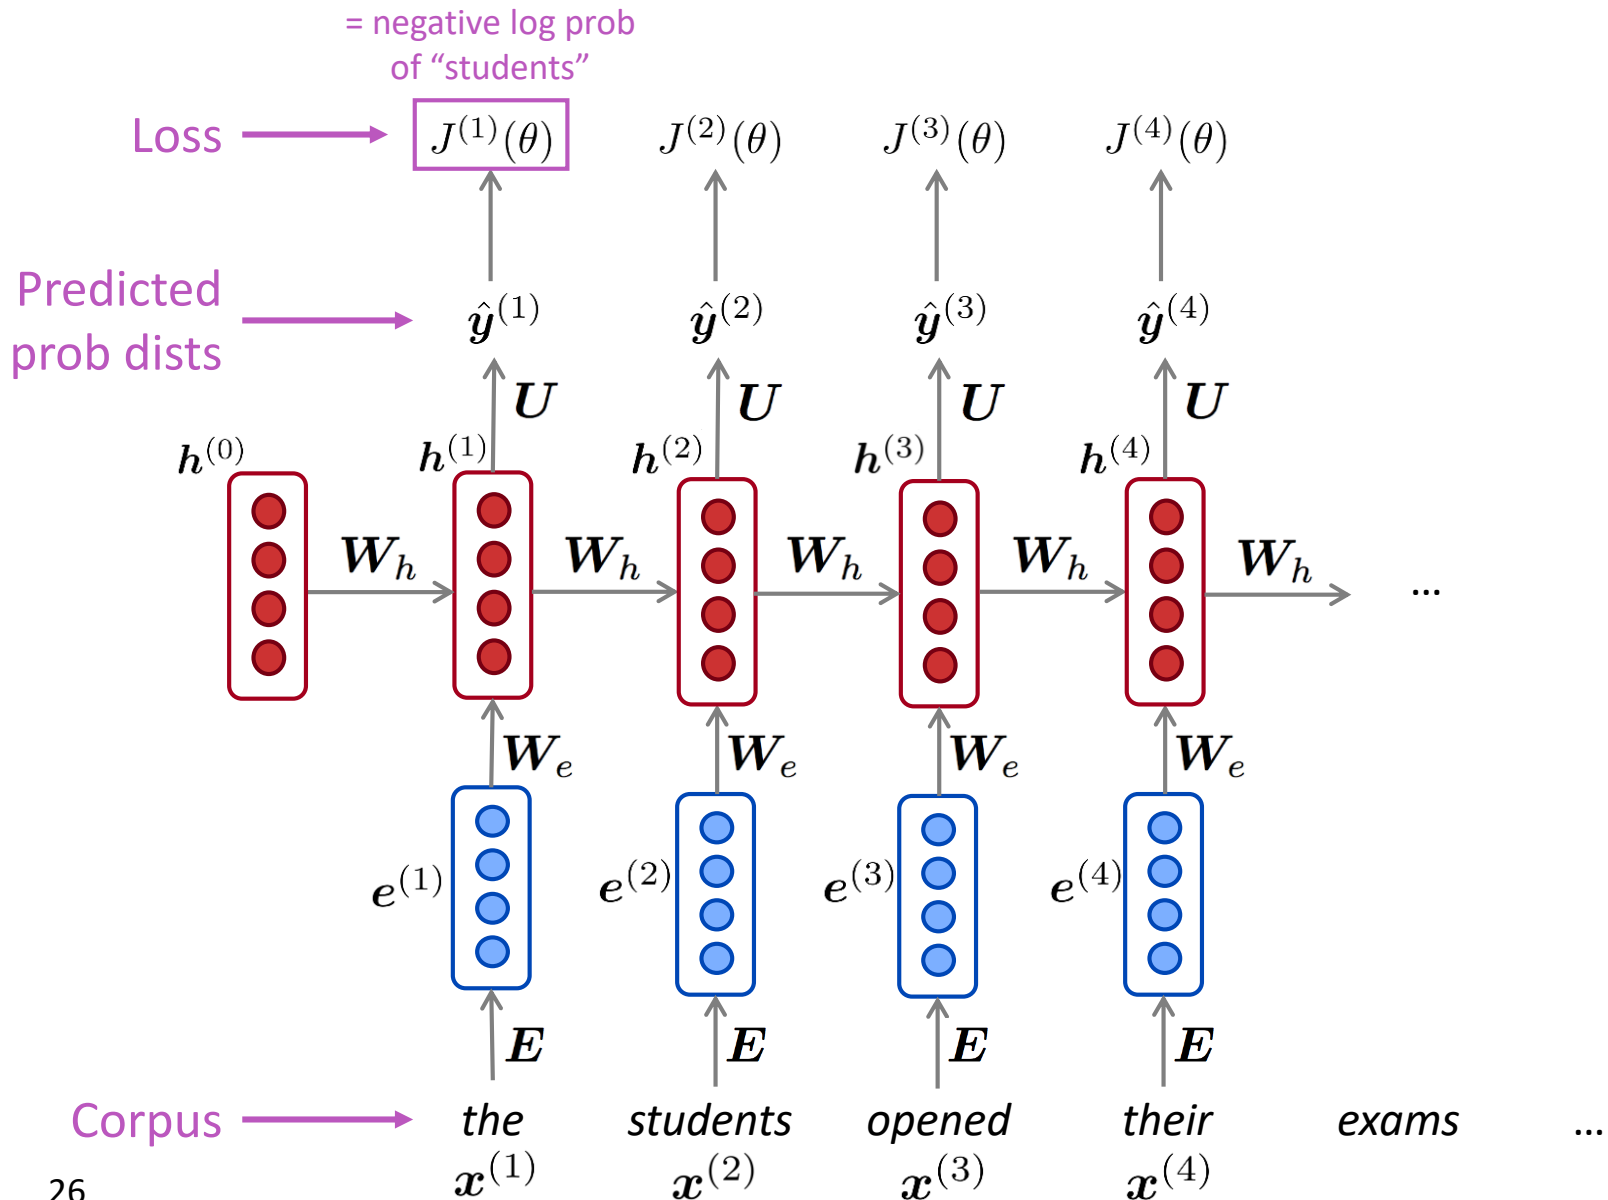 = negative log prob
of “students”
Loss J^{(1)}(θ) J^{(2)}(θ) J^{(3)}(θ) J^{(4)}(θ)
Predicted
prob dists
ŷ^{(1)} ŷ^{(2)} ŷ^{(3)} ŷ^{(4)}
U U U U
h^{(0)} h^{(1)} h^{(2)} h^{(3)} h^{(4)}
W_h W_h W_h W_h W_h
...
W_e W_e W_e W_e
e^{(1)} e^{(2)} e^{(3)} e^{(4)}
E E E E
Corpus the students opened their exams ...
x^{(1)} x^{(2)} x^{(3)} x^{(4)}
26